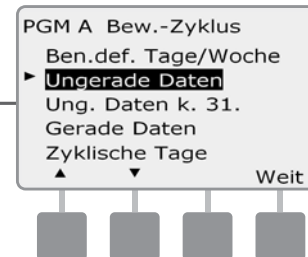 PGM A Bew.-Zyklus
Ben.def. Tage/Woche
► Ungerade Daten
Ung. Daten k. 31.
Gerade Daten
Zyklische Tage
▲ ▼ Weit